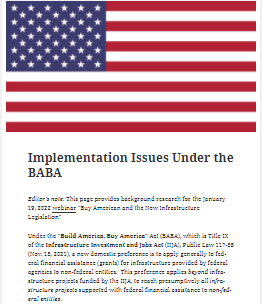 Implementation Issues Under the
BABA
Editor's note: This page provides background research for the January
19, 2022 webinar "Buy American and the New Infrastructure
Legislation"
Under the "Build America, Buy America" Act (BABA), which is Title IX
of the Infrastructure Investment and Jobs Act (IIJA), Public Law 117-58
(Nov. 15, 2021), a new domestic preference is to apply generally to fed-
eral financial assistance (grants) for infrastructure provided by federal
agencies to non-federal entities. This preference applies beyond infra-
structure projects funded by the IIJA, to reach presumptively all infra-
structure projects supported with federal financial assistance to non-fed-
eral entities.